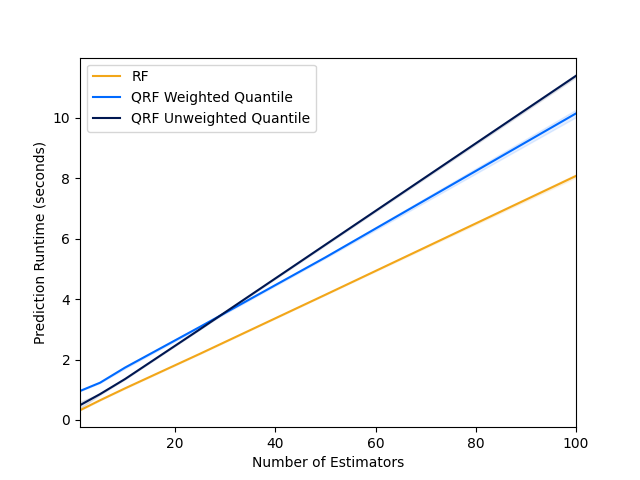 RF
QRF Weighted Quantile
QRF Unweighted Quantile
Prediction Runtime (seconds)
10
8
6
4
2
0
20 40 60 80 100
Number of Estimators